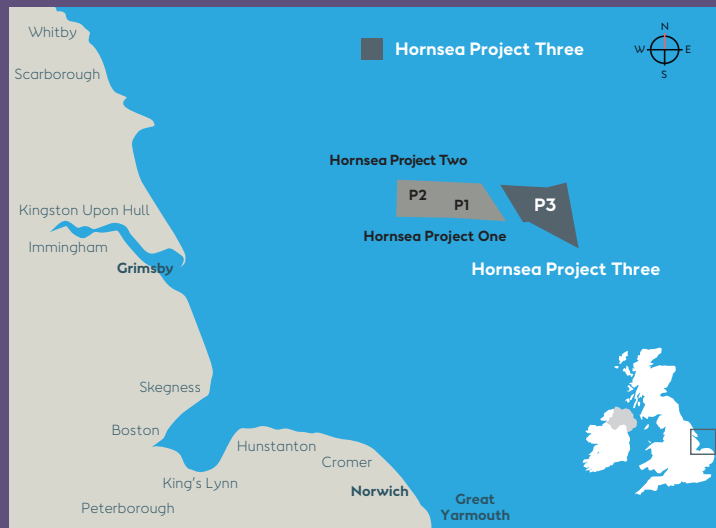 Whitby
N
Hornsea Project Three
W
E
Scarborough
S
Hornsea Project Two
P2
P1
P3
Kingston Upon Hull
Hornsea Project One
Immingham
Grimsby
Hornsea Project Three
Skegness
Boston
Hunstanton
Cromer
King's Lynn
Norwich
Great
Yarmouth
Peterborough